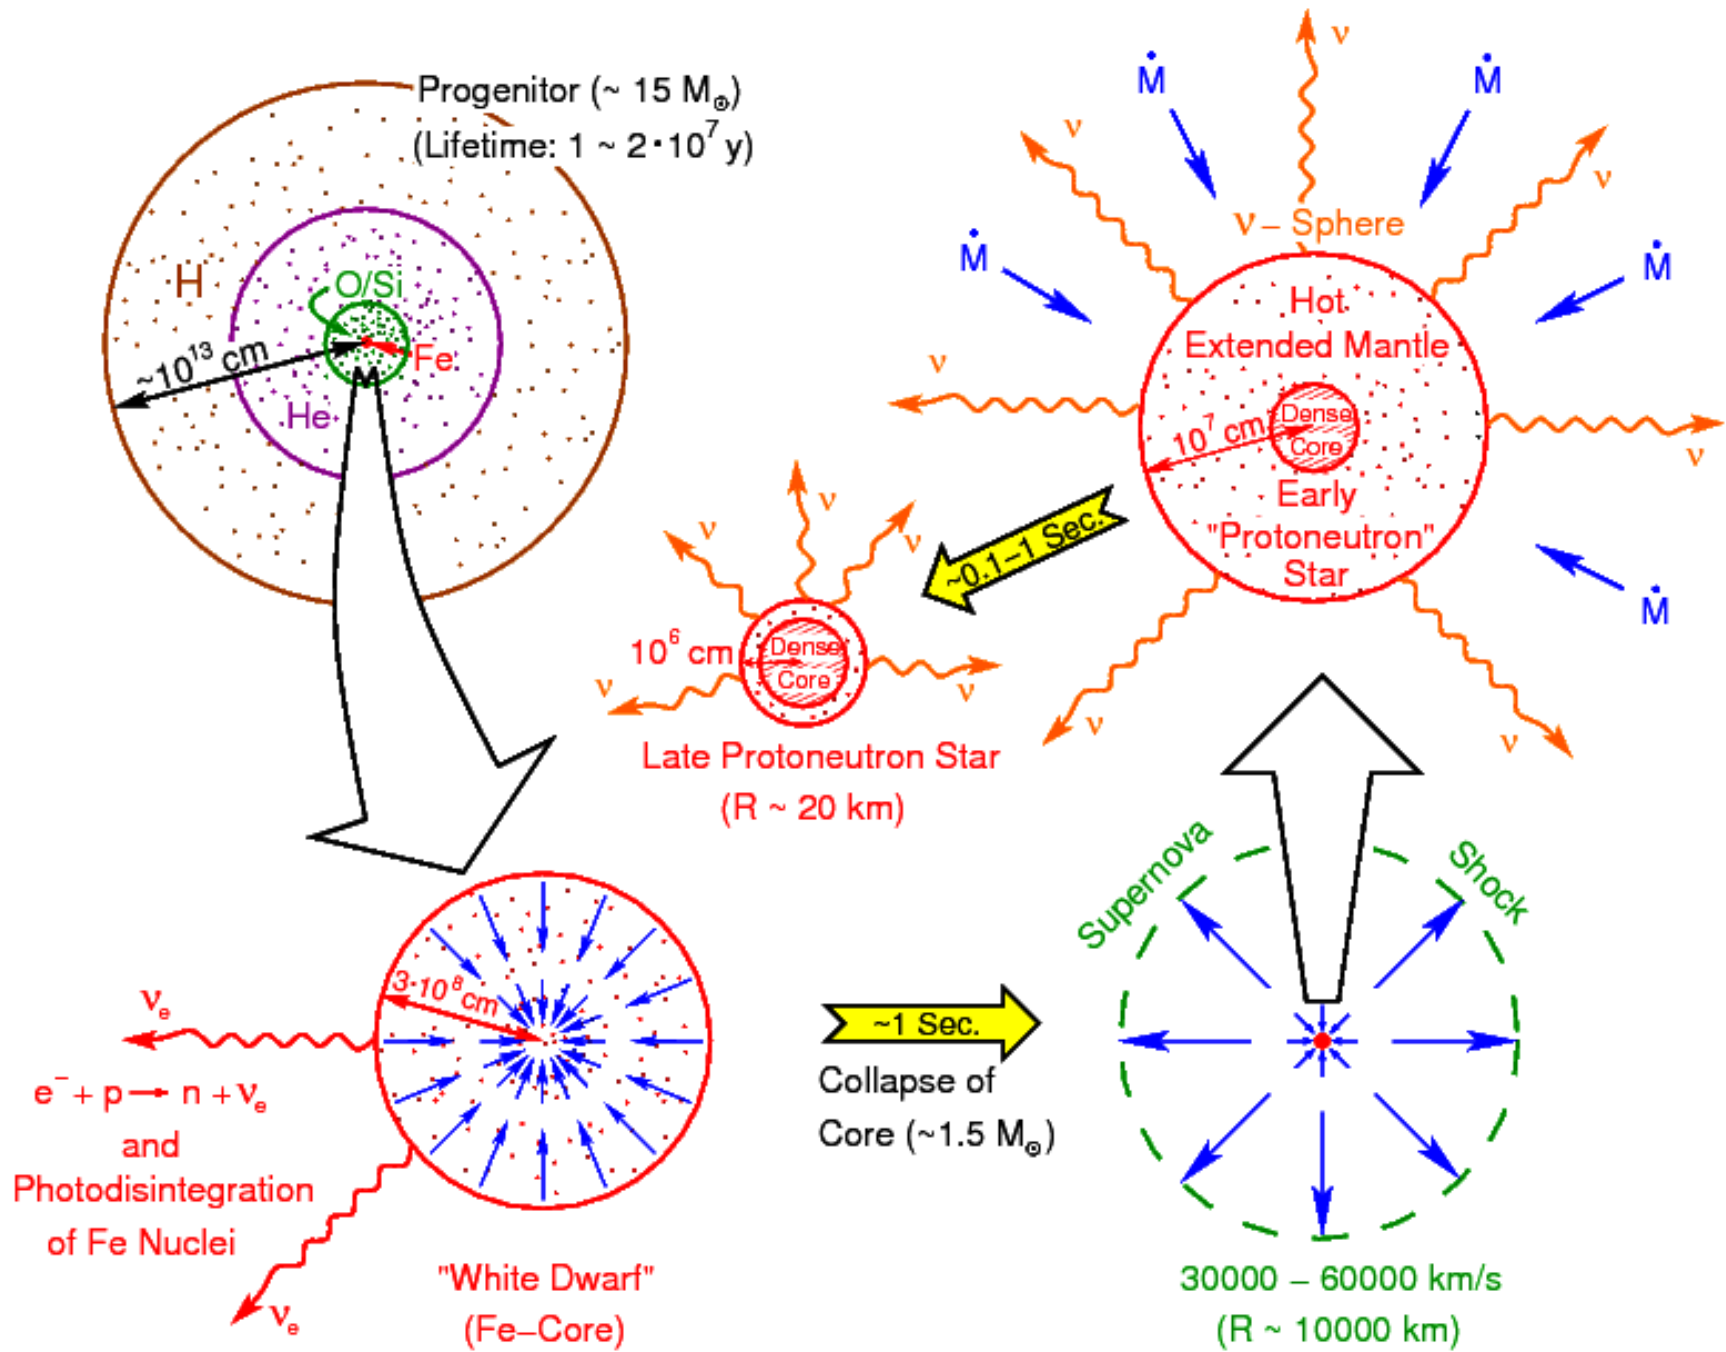 Progenitor (~ 15 M⊙)
(Lifetime: 1 ~ 2·10⁷ y)
H
O/Si
~10¹³ cm
Fe
He
Ṁ
Ṁ
Ṁ
Ṁ
Ṁ
ν
ν
ν
ν – Sphere
Hot
Extended Mantle
Dense
Core
10⁷ cm
Early
"Protoneutron"
Star
ν
ν
ν
ν
~0.1–1 Sec.
ν
ν
ν
ν
ν
10⁶ cm
Dense
Core
Late Protoneutron Star
(R ~ 20 km)
3·10⁸ cm
νₑ
e⁻ + p → n + νₑ
and
Photodisintegration
of Fe Nuclei
νₑ
"White Dwarf"
(Fe–Core)
~1 Sec.
Collapse of
Core (~1.5 M⊙)
Supernova
Shock
30000 – 60000 km/s
(R ~ 10000 km)